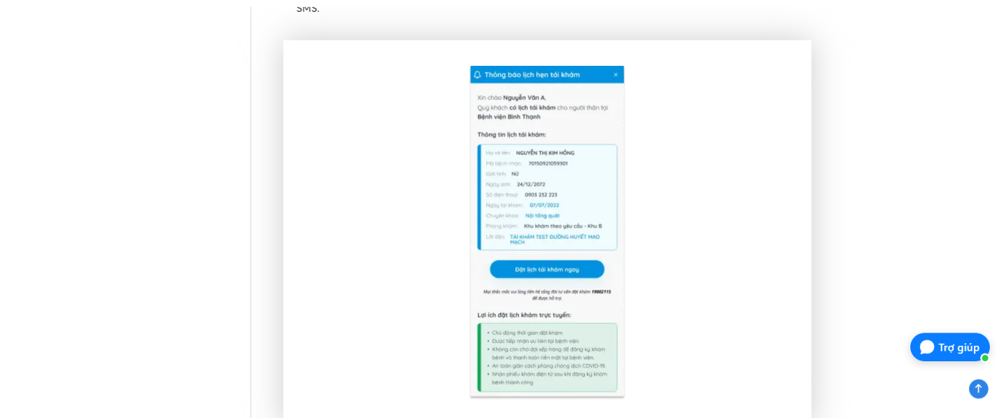 SMS.
Thông báo lịch hẹn tái khám
Xin chào Nguyễn Văn A,
Quý khách có lịch tái khám cho người thân tại
Bệnh viện Bình Thạnh
Thông tin lịch tái khám:
Họ và tên: NGUYỄN THỊ KIM HỒNG
Mã bệnh nhân: 70150921059301
Giới tính: Nữ
Ngày sinh: 24/12/2072
Số điện thoại: 0903 232 223
Ngày tái khám: 07/07/2022
Chuyên khoa: Nội tổng quát
Phòng khám: Khu khám theo yêu cầu - Khu B
Lời dặn: TÁI KHÁM TEST ĐƯỜNG HUYẾT MAO
MẠCH
Đặt lịch tái khám ngay
Mọi thắc mắc vui lòng liên hệ tổng đài tư vấn đặt khám 19002115
để được hỗ trợ.
Lợi ích đặt lịch khám trực tuyến:
• Chủ động thời gian đặt khám.
• Được tiếp nhận ưu tiên tại bệnh viện.
• Không còn chờ đợi xếp hàng để đăng ký khám
bệnh và thanh toán tiền mặt tại bệnh viện.
• An toàn giãn cách phòng chống dịch COVID-19.
• Nhận phiếu khám điện tử sau khi đăng ký khám
bệnh thành công
Trợ giúp